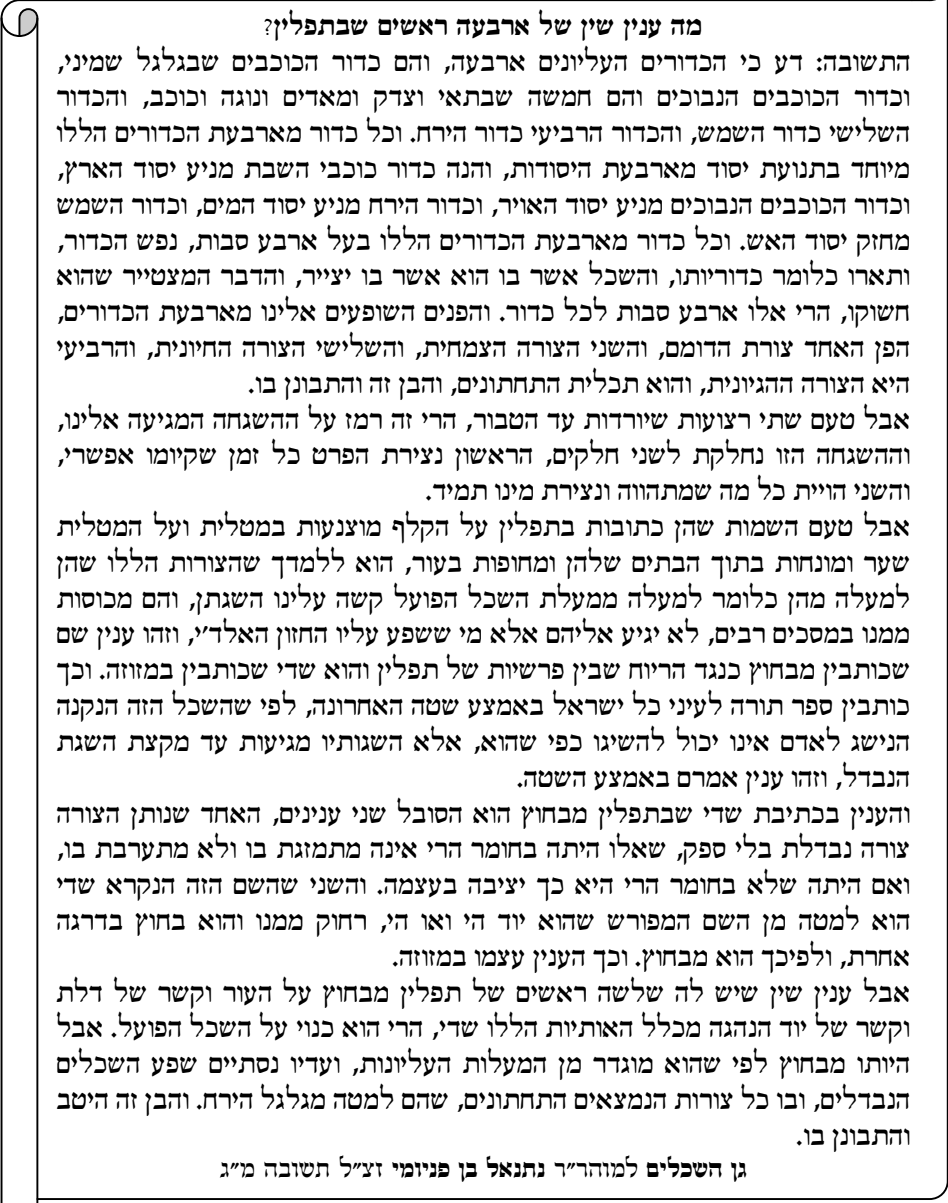 מה ענין שין של ארבעה ראשים שבתפלין?
התשובה: דע כי הכדורים העליונים ארבעה, והם כדור הכוכבים שבגלגל שמיני,
וכדור הכוכבים הנבוכים והם חמשה שבתאי וצדק ומאדים ונוגה וכוכב, והכדור
השלישי כדור השמש, והכדור הרביעי כדור הירח. וכל כדור מארבעת הכדורים הללו
מיוחד בתנועת יסוד מארבעת היסודות, והנה כדור כוכבי השבת מניע יסוד הארץ,
וכדור הכוכבים הנבוכים מניע יסוד האויר, וכדור הירח מניע יסוד המים, וכדור השמש
מחזק יסוד האש. וכל כדור מארבעת הכדורים הללו בעל ארבע סבות, נפש הכדור,
ותארו כלומר כדוריותו, והשכל אשר בו הוא אשר בו יצייר, והדבר המצטייר שהוא
חשוקו, הרי אלו ארבע סבות לכל כדור. והפנים השופעים אלינו מארבעת הכדורים,
הפן האחד צורת הדומם, והשני הצורה הצמחית, והשלישי הצורה החיונית, והרביעי
היא הצורה ההגיונית, והוא תכלית התחתונים, והבן זה והתבונן בו.
אבל טעם שתי רצועות שיורדות עד הטבור, הרי זה רמז על ההשגחה המגיעה אלינו,
וההשגחה הזו נחלקת לשני חלקים, הראשון נצירת הפרט כל זמן שקיומו אפשרי,
והשני הויית כל מה שמתהווה ונצירת מינו תמיד.
אבל טעם השמות שהן כתובות בתפלין על הקלף מוצנעות במטלית ועל המטלית
שער ומונחות בתוך הבתים שלהן ומחופות בעור, הוא ללמדך שהצורות הללו שהן
למעלה מהן כלומר למעלה ממעלת השכל הפועל קשה עלינו השגתן, והם מכוסות
ממנו במסכים רבים, לא יגיע אליהם אלא מי ששפע עליו החזון האלד״י, וזהו ענין שם
שכותבין מבחוץ כנגד הריוח שבין פרשיות של תפלין והוא שדי שכותבין במזוזה. וכך
כותבין ספר תורה לעיני כל ישראל באמצע שטה האחרונה, לפי שהשכל הזה הנקנה
הנישג לאדם אינו יכול להשיגו כפי שהוא, אלא השגותיו מגיעות עד מקצת השגת
הנבדל, וזהו ענין אמרם באמצע השטה.
והענין בכתיבת שדי שבתפלין מבחוץ הוא הסובל שני ענינים, האחד שנותן הצורה
צורה נבדלת בלי ספק, שאלו היתה בחומר הרי אינה מתמזגת בו ולא מתערבת בו,
ואם היתה שלא בחומר הרי היא כך יציבה בעצמה. והשני שהשם הזה הנקרא שדי
הוא למטה מן השם המפורש שהוא יוד הי ואו הי, רחוק ממנו והוא בחוץ בדרגה
אחרת, ולפיכך הוא מבחוץ. וכך הענין עצמו במזוזה.
אבל ענין שין שיש לה שלשה ראשים של תפלין מבחוץ על העור וקשר של דלת
וקשר של יוד הנהגה מכלל האותיות הללו שדי, הרי הוא כנוי על השכל הפועל. אבל
היותו מבחוץ לפי שהוא מוגדר מן המעלות העליונות, ועדיו נסתיים שפע השכלים
הנבדלים, ובו כל צורות הנמצאים התחתונים, שהם למטה מגלגל הירח. והבן זה היטב
והתבונן בו.
גן השכלים למוהר״ר נתנאל בן פניומי זצ״ל תשובה מ״ג